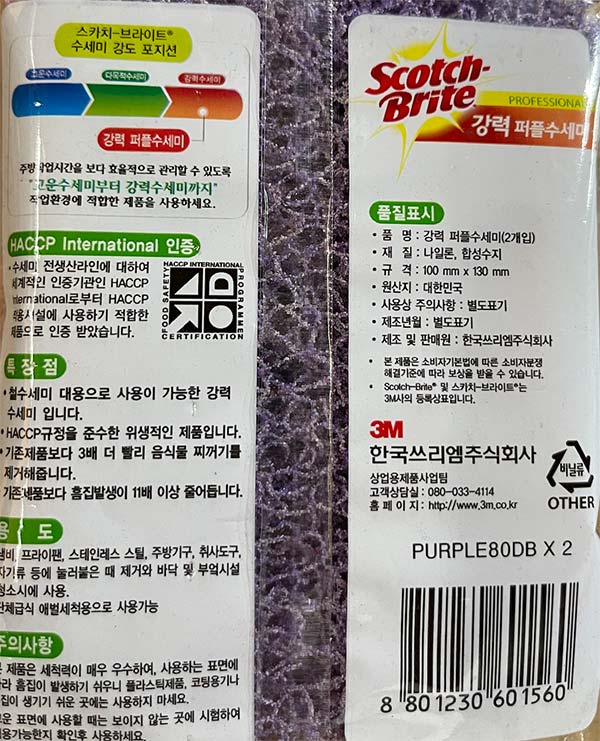 스카치-브라이트®
수세미 강도 포지션
고운수세미
다목적수세미
강력수세미
강력 퍼플수세미
주방작업시간을 보다 효율적으로 관리할 수 있도록
"고운수세미부터 강력수세미까지"
작업환경에 적합한 제품을 사용하세요.
HACCP International 인증
• 수세미 전생산라인에 대하여
세계적인 인증기관인 HACCP
International로부터 HACCP
적용시설에 사용하기 적합한
제품으로 인증 받았습니다.
HACCP INTERNATIONAL
FOOD SAFETY
PROGRAMMES
CERTIFICATION
특 장 점
• 철수세미 대용으로 사용이 가능한 강력
수세미 입니다.
• HACCP규정을 준수한 위생적인 제품입니다.
• 기존제품보다 3배 더 빨리 음식물 찌꺼기를
제거해줍니다.
• 기존제품보다 흠집발생이 11배 이상 줄어듭니다.
용 도
냄비, 프라이팬, 스테인레스 스틸, 주방기구, 취사도구,
자기류 등에 눌러붙은 때 제거와 바닥 및 부엌시설
청소시에 사용.
단체급식 애벌세척용으로 사용가능
주의사항
본 제품은 세척력이 매우 우수하여, 사용하는 표면에
따라 흠집이 발생하기 쉬우니 플라스틱제품, 코팅용기나
흠집이 생기기 쉬운 곳에는 사용하지 마세요.
고운 표면에 사용할 때는 보이지 않는 곳에 시험하여
사용가능한지 확인후 사용하세요.
Scotch-
Brite
PROFESSIONAL
강력 퍼플수세미
품질표시
• 품 명 : 강력 퍼플수세미(2개입)
• 재 질 : 나일론, 합성수지
• 규 격 : 100 mm x 130 mm
• 원산지 : 대한민국
• 사용상 주의사항 : 별도표기
• 제조년월 : 별도표기
• 제조 및 판매원 : 한국쓰리엠주식회사
• 본 제품은 소비자기본법에 따른 소비자분쟁
해결기준에 따라 보상을 받을 수 있습니다.
• Scotch-Brite® 및 스카치-브라이트®는
3M사의 등록상표입니다.
3M
한국쓰리엠주식회사
상업용제품사업팀
고객상담실 : 080-033-4114
홈 페 이 지 : http://www.3m.co.kr
비닐류
OTHER
PURPLE80DB X 2
8 801230 601560